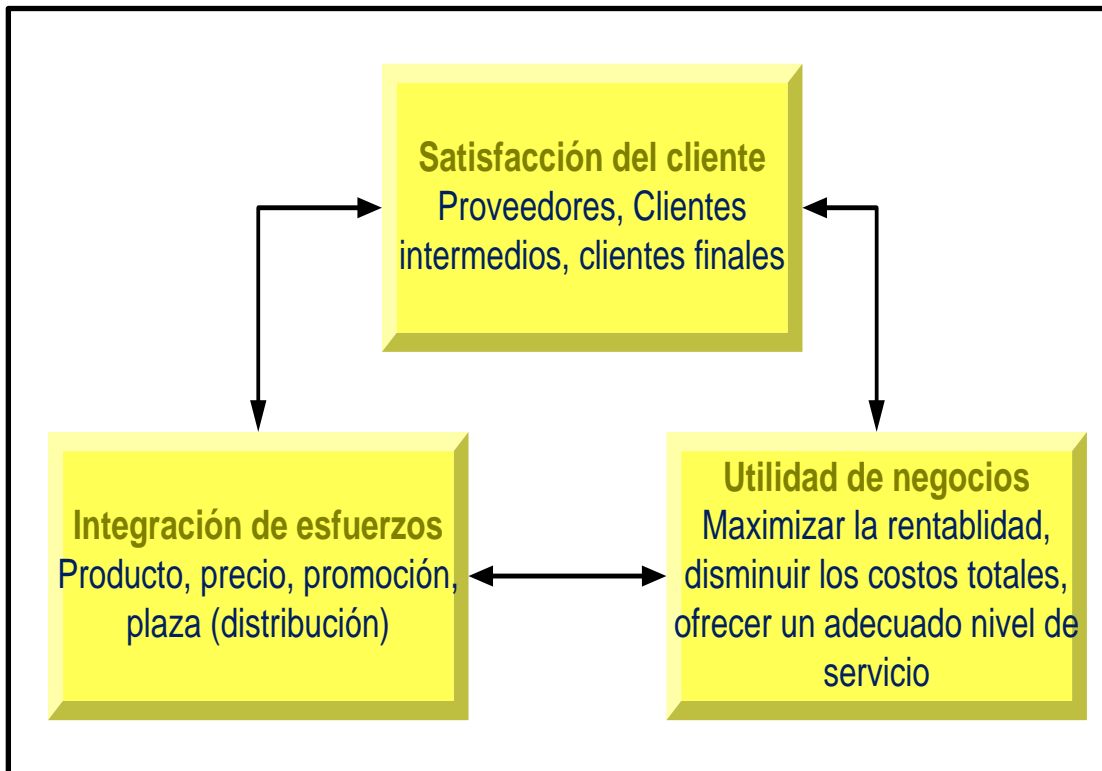 Satisfacción del cliente
Proveedores, Clientes
intermedios, clientes finales
Integración de esfuerzos
Producto, precio, promoción,
plaza (distribución)
Utilidad de negocios
Maximizar la rentablidad,
disminuir los costos totales,
ofrecer un adecuado nivel de
servicio